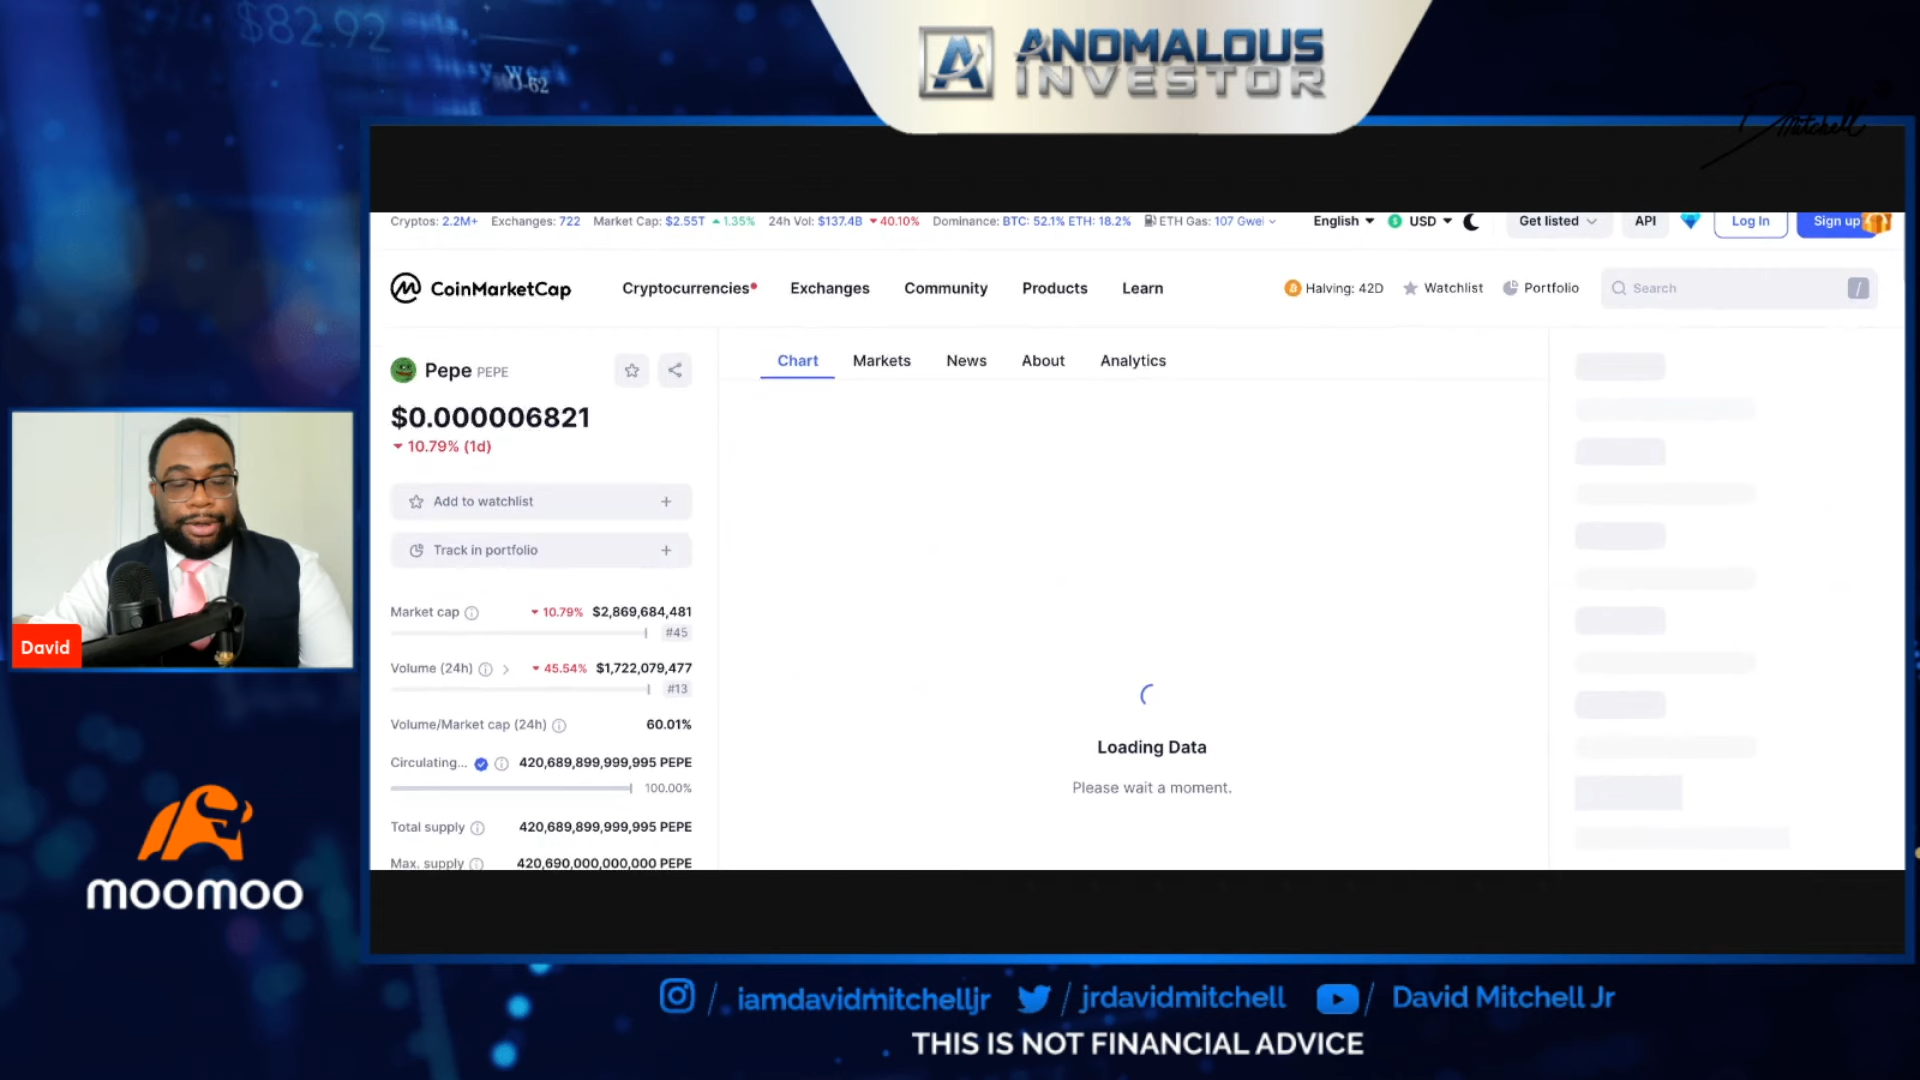 $82.92
ANOMALOUS
INVESTOR
DMitchell
Cryptos: 2.2M+ Exchanges: 722 Market Cap: $2.55T 1.35% 24h Vol: $137.4B 40.10% Dominance: BTC: 52.1% ETH: 18.2% ETH Gas: 107 Gwei English USD Get listed API Log In Sign up
CoinMarketCap Cryptocurrencies Exchanges Community Products Learn Halving: 42D Watchlist Portfolio Search /
Pepe PEPE
Chart Markets News About Analytics
$0.000006821
10.79% (1d)
Add to watchlist +
Track in portfolio +
Market cap 10.79% $2,869,684,481
#45
Volume (24h) 45.54% $1,722,079,477
#13
Volume/Market cap (24h) 60.01%
Circulating... 420,689,899,999,995 PEPE
100.00%
Total supply 420,689,899,999,995 PEPE
Max. supply 420,690,000,000,000 PEPE
Loading Data
Please wait a moment.
David
moomoo
/ iamdavidmitchelljr / jrdavidmitchell / David Mitchell Jr
THIS IS NOT FINANCIAL ADVICE